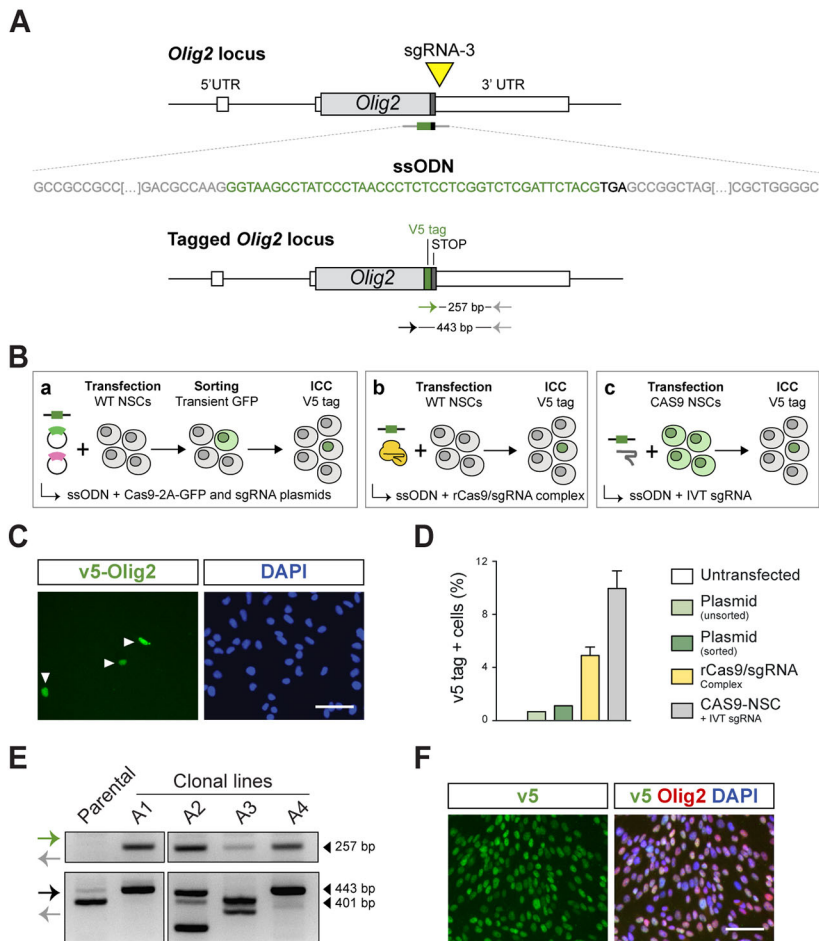 A
Olig2 locus
sgRNA-3
5'UTR
Olig2
3' UTR
ssODN
GCCGCCGCC[...]GACGCCAAGGGTAAGCCTATCCCTAACCCTCTCCTCGGTCTCGATTCTACGTGAGCCGGCTAG[...]CGCTGGGGC
Tagged Olig2 locus
V5 tag
STOP
Olig2
257 bp
443 bp
B
a
Transfection
WT NSCs
Sorting
Transient GFP
ICC
V5 tag
ssODN + Cas9-2A-GFP and sgRNA plasmids
b
Transfection
WT NSCs
ICC
V5 tag
ssODN + rCas9/sgRNA complex
c
Transfection
CAS9 NSCs
ICC
V5 tag
ssODN + IVT sgRNA
C
v5-Olig2
DAPI
D
v5 tag + cells (%)
12
8
4
0
Untransfected
Plasmid
(unsorted)
Plasmid
(sorted)
rCas9/sgRNA
Complex
CAS9-NSC
+ IVT sgRNA
E
Parental
Clonal lines
A1
A2
A3
A4
257 bp
443 bp
401 bp
F
v5
v5 Olig2 DAPI